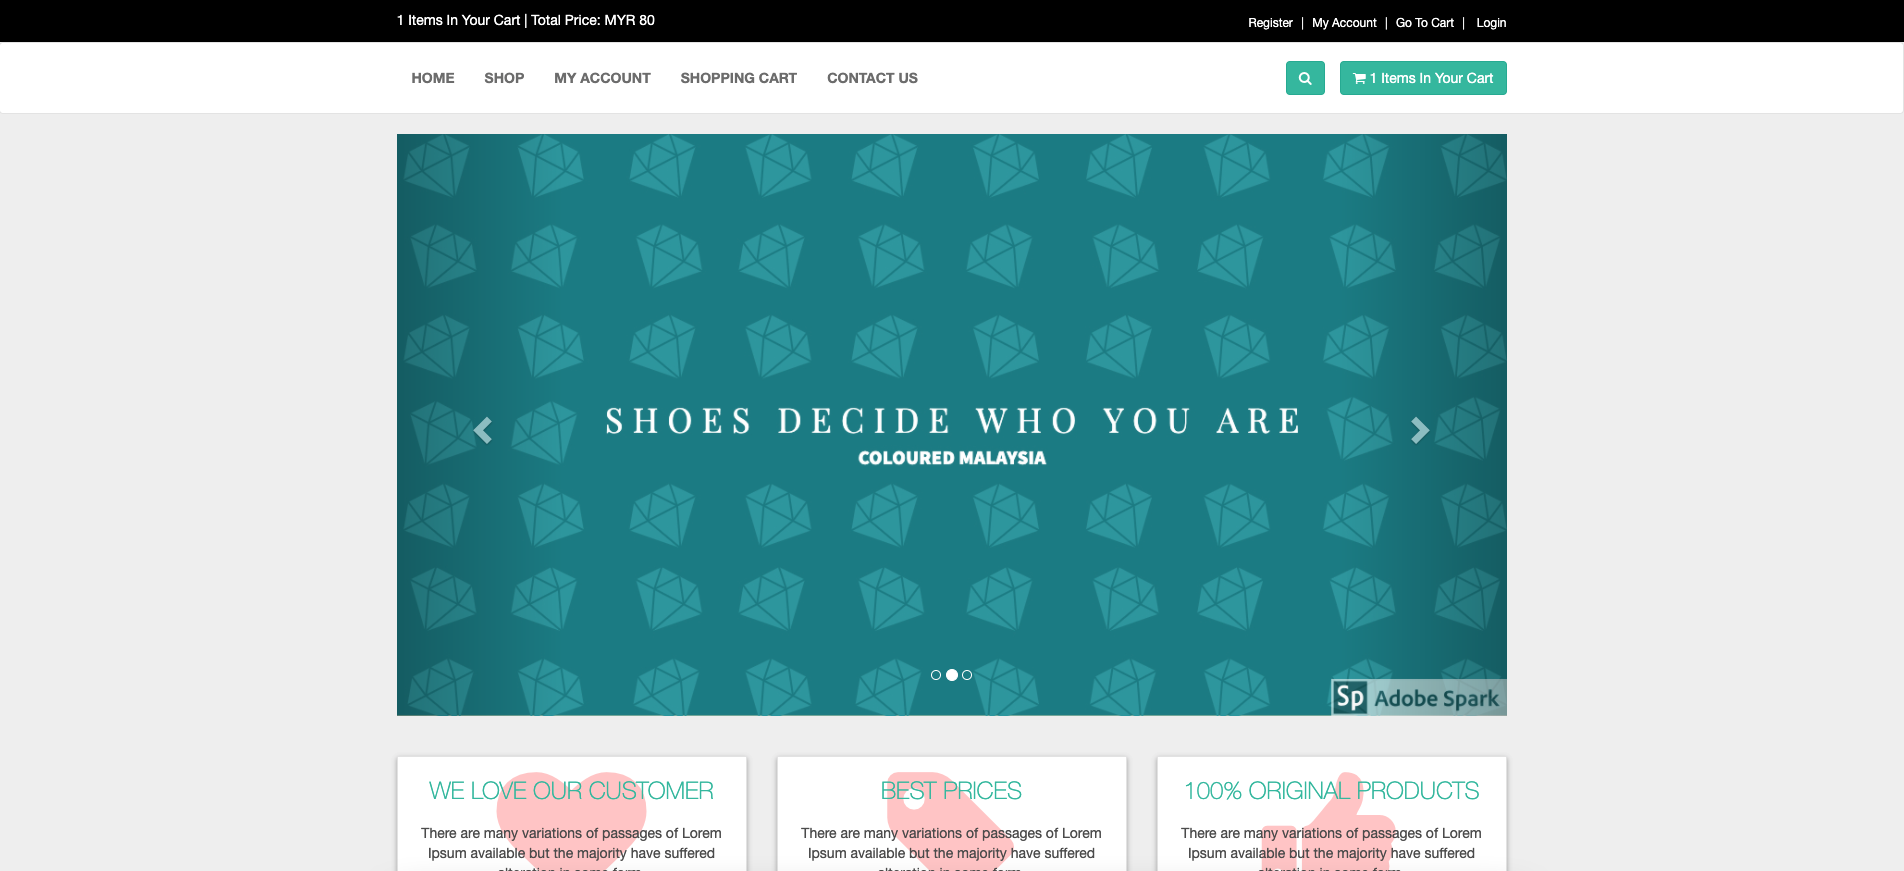 1 Items In Your Cart | Total Price: MYR 80
Register | My Account | Go To Cart | Login
HOME SHOP MY ACCOUNT SHOPPING CART CONTACT US
1 Items In Your Cart
SHOES DECIDE WHO YOU ARE
COLOURED MALAYSIA
Sp Adobe Spark
WE LOVE OUR CUSTOMER
There are many variations of passages of Lorem
Ipsum available but the majority have suffered
BEST PRICES
There are many variations of passages of Lorem
Ipsum available but the majority have suffered
100% ORIGINAL PRODUCTS
There are many variations of passages of Lorem
Ipsum available but the majority have suffered